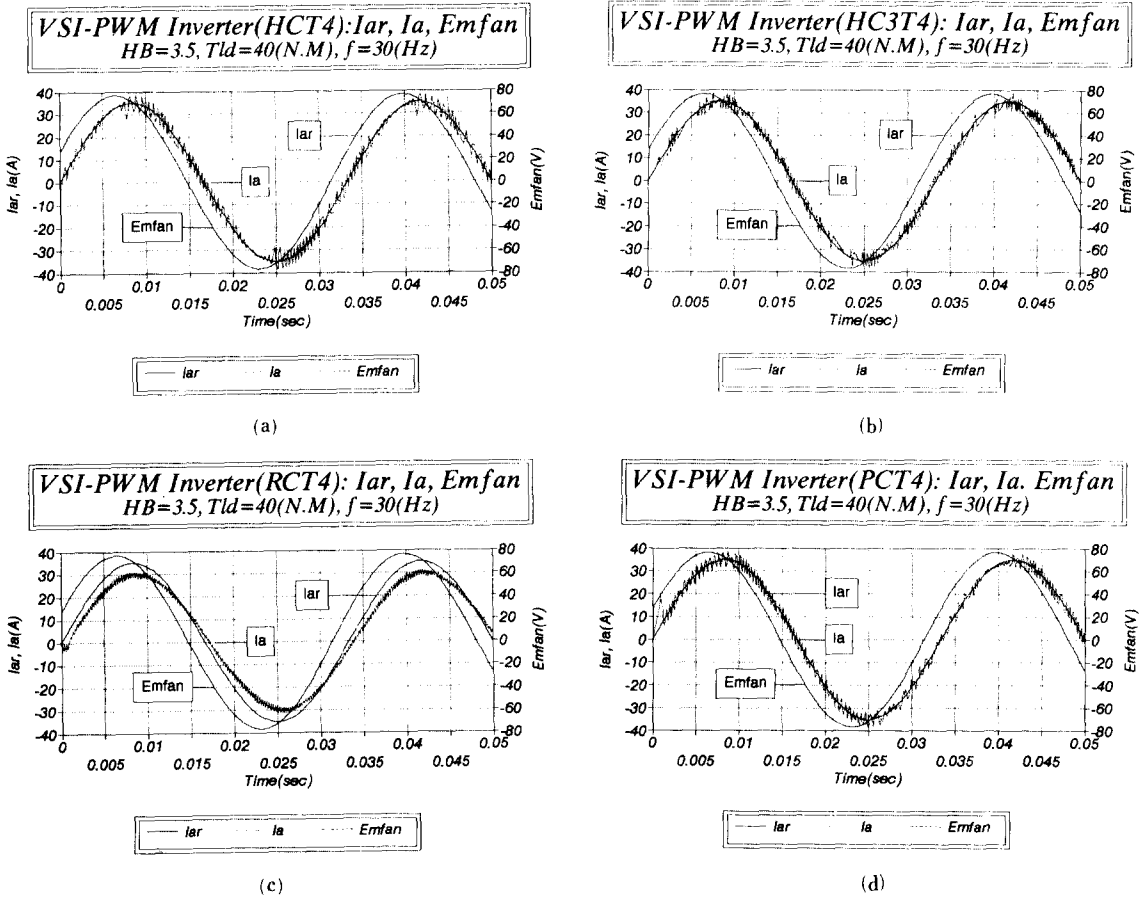 VSI-PWM Inverter(HCT4):Iar, Ia, Emfan
HB=3.5, Tld=40(N.M), f=30(Hz)
40
30
20
10
0
-10
-20
-30
-40
Iar, Ia(A)
80
60
40
20
0
-20
-40
-60
-80
Emfan(V)
Iar
Ia
Emfan
0 0.01 0.02 0.03 0.04 0.05
0.005 0.015 0.025 0.035 0.045
Time(sec)
Iar Ia Emfan
(a)
VSI-PWM Inverter(HC3T4): Iar, Ia, Emfan
HB=3.5, Tld=40(N.M), f=30(Hz)
40
30
20
10
0
-10
-20
-30
-40
Iar, Ia(A)
80
60
40
20
0
-20
-40
-60
-80
Emfan(V)
Iar
Ia
Emfan
0 0.01 0.02 0.03 0.04 0.05
0.005 0.015 0.025 0.035 0.045
Time(sec)
Iar Ia Emfan
(b)
VSI-PWM Inverter(RCT4): Iar, Ia, Emfan
HB=3.5, Tld=40(N.M), f=30(Hz)
40
30
20
10
0
-10
-20
-30
-40
Iar, Ia(A)
80
60
40
20
0
-20
-40
-60
-80
Emfan(V)
Iar
Ia
Emfan
0 0.01 0.02 0.03 0.04 0.05
0.005 0.015 0.025 0.035 0.045
Time(sec)
Iar Ia Emfan
(c)
VSI-PWM Inverter(PCT4): Iar, Ia. Emfan
HB=3.5, Tld=40(N.M), f=30(Hz)
40
30
20
10
0
-10
-20
-30
-40
Iar, Ia(A)
80
60
40
20
0
-20
-40
-60
-80
Emfan(V)
Iar
Ia
Emfan
0 0.01 0.02 0.03 0.04 0.05
0.005 0.015 0.025 0.035 0.045
Time(sec)
Iar Ia Emfan
(d)